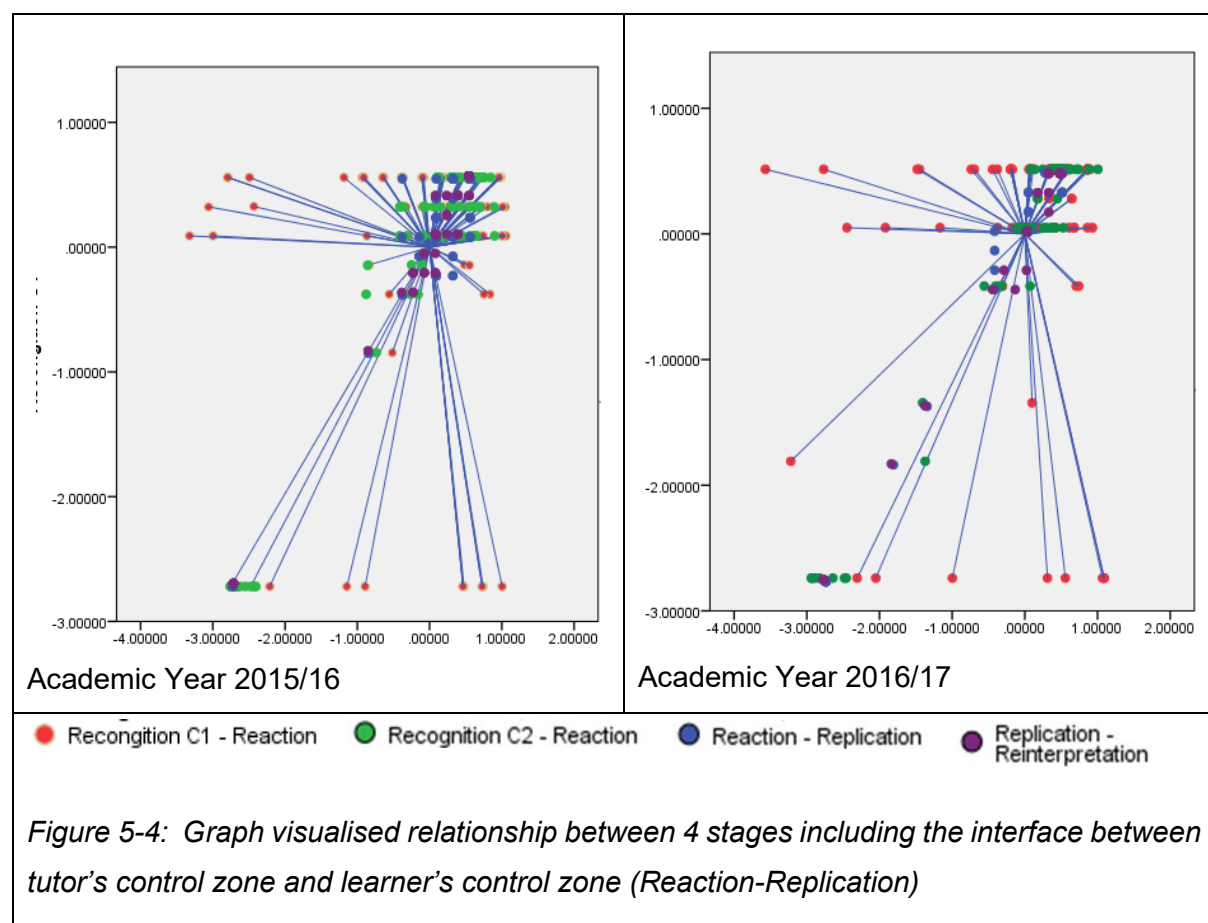 1.00000
.00000
-1.00000
-2.00000
-3.00000
-4.00000 -3.00000 -2.00000 -1.00000 .00000 1.00000 2.00000
Academic Year 2015/16
1.00000
.00000
-1.00000
-2.00000
-3.00000
-4.00000 -3.00000 -2.00000 -1.00000 .00000 1.00000 2.00000
Academic Year 2016/17
Recongition C1 - Reaction Recognition C2 - Reaction Reaction - Replication Replication -
Reinterpretation
Figure 5-4: Graph visualised relationship between 4 stages including the interface between
tutor’s control zone and learner’s control zone (Reaction-Replication)